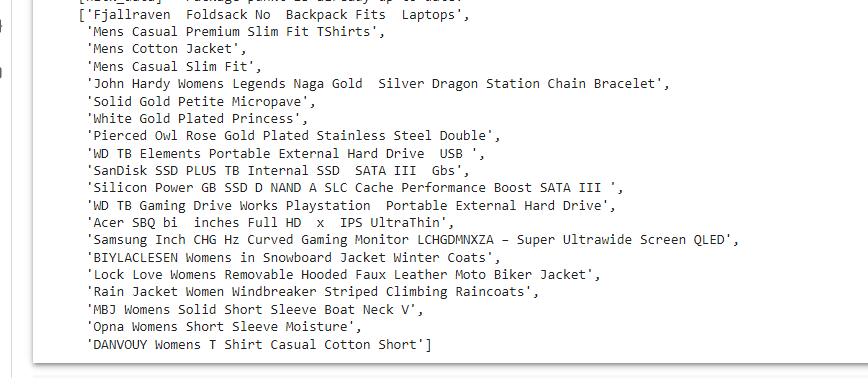 ['Fjallraven  Foldsack No  Backpack Fits  Laptops',
'Mens Casual Premium Slim Fit TShirts',
'Mens Cotton Jacket',
'Mens Casual Slim Fit',
'John Hardy Womens Legends Naga Gold  Silver Dragon Station Chain Bracelet',
'Solid Gold Petite Micropave',
'White Gold Plated Princess',
'Pierced Owl Rose Gold Plated Stainless Steel Double',
'WD TB Elements Portable External Hard Drive  USB ',
'SanDisk SSD PLUS TB Internal SSD  SATA III  Gbs',
'Silicon Power GB SSD D NAND A SLC Cache Performance Boost SATA III ',
'WD TB Gaming Drive Works Playstation  Portable External Hard Drive',
'Acer SBQ bi  inches Full HD  x  IPS UltraThin',
'Samsung Inch CHG Hz Curved Gaming Monitor LCHGDMNXZA – Super Ultrawide Screen QLED',
'BIYLACLESEN Womens in Snowboard Jacket Winter Coats',
'Lock Love Womens Removable Hooded Faux Leather Moto Biker Jacket',
'Rain Jacket Women Windbreaker Striped Climbing Raincoats',
'MBJ Womens Solid Short Sleeve Boat Neck V',
'Opna Womens Short Sleeve Moisture',
'DANVOUY Womens T Shirt Casual Cotton Short']